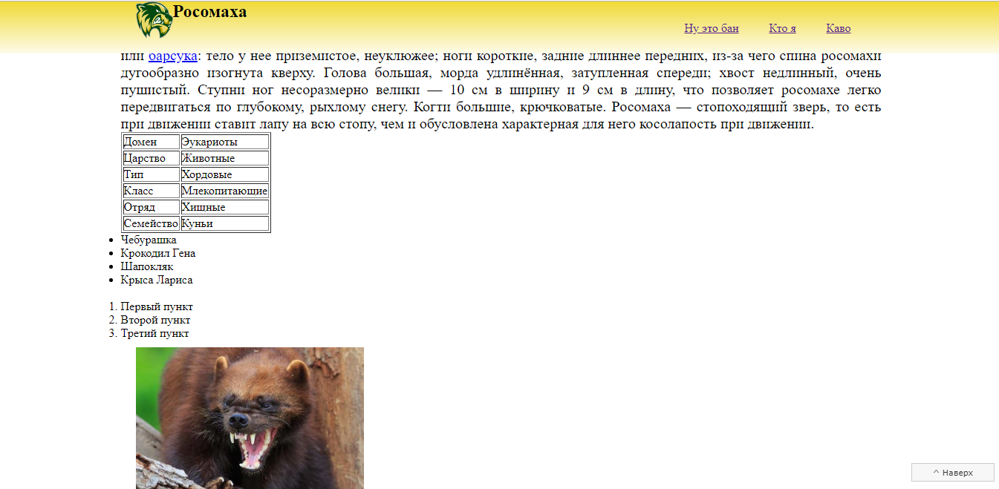 Росомаха
Ну это бан Кто я Каво
или барсука: тело у нее приземистое, неуклюжее; ноги короткие, задние длиннее передних, из-за чего спина росомахи
дугообразно изогнута кверху. Голова большая, морда удлинённая, затупленная спереди; хвост недлинный, очень
пушистый. Ступни ног несоразмерно велики — 10 см в ширину и 9 см в длину, что позволяет росомахе легко
передвигаться по глубокому, рыхлому снегу. Когти большие, крючковатые. Росомаха — стопоходящий зверь, то есть
при движении ставит лапу на всю стопу, чем и обусловлена характерная для него косолапость при движении.
Домен Эукариоты
Царство Животные
Тип Хордовые
Класс Млекопитающие
Отряд Хищные
Семейство Куньи
• Чебурашка
• Крокодил Гена
• Шапокляк
• Крыса Лариса
1. Первый пункт
2. Второй пункт
3. Третий пункт
^ Наверх